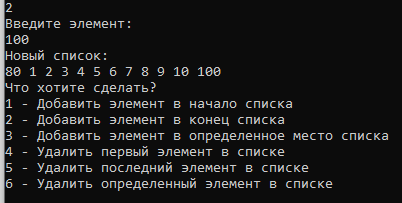 2
Введите элемент:
100
Новый список:
80 1 2 3 4 5 6 7 8 9 10 100
Что хотите сделать?
1 - Добавить элемент в начало списка
2 - Добавить элемент в конец списка
3 - Добавить элемент в определенное место списка
4 - Удалить первый элемент в списке
5 - Удалить последний элемент в списке
6 - Удалить определенный элемент в списке